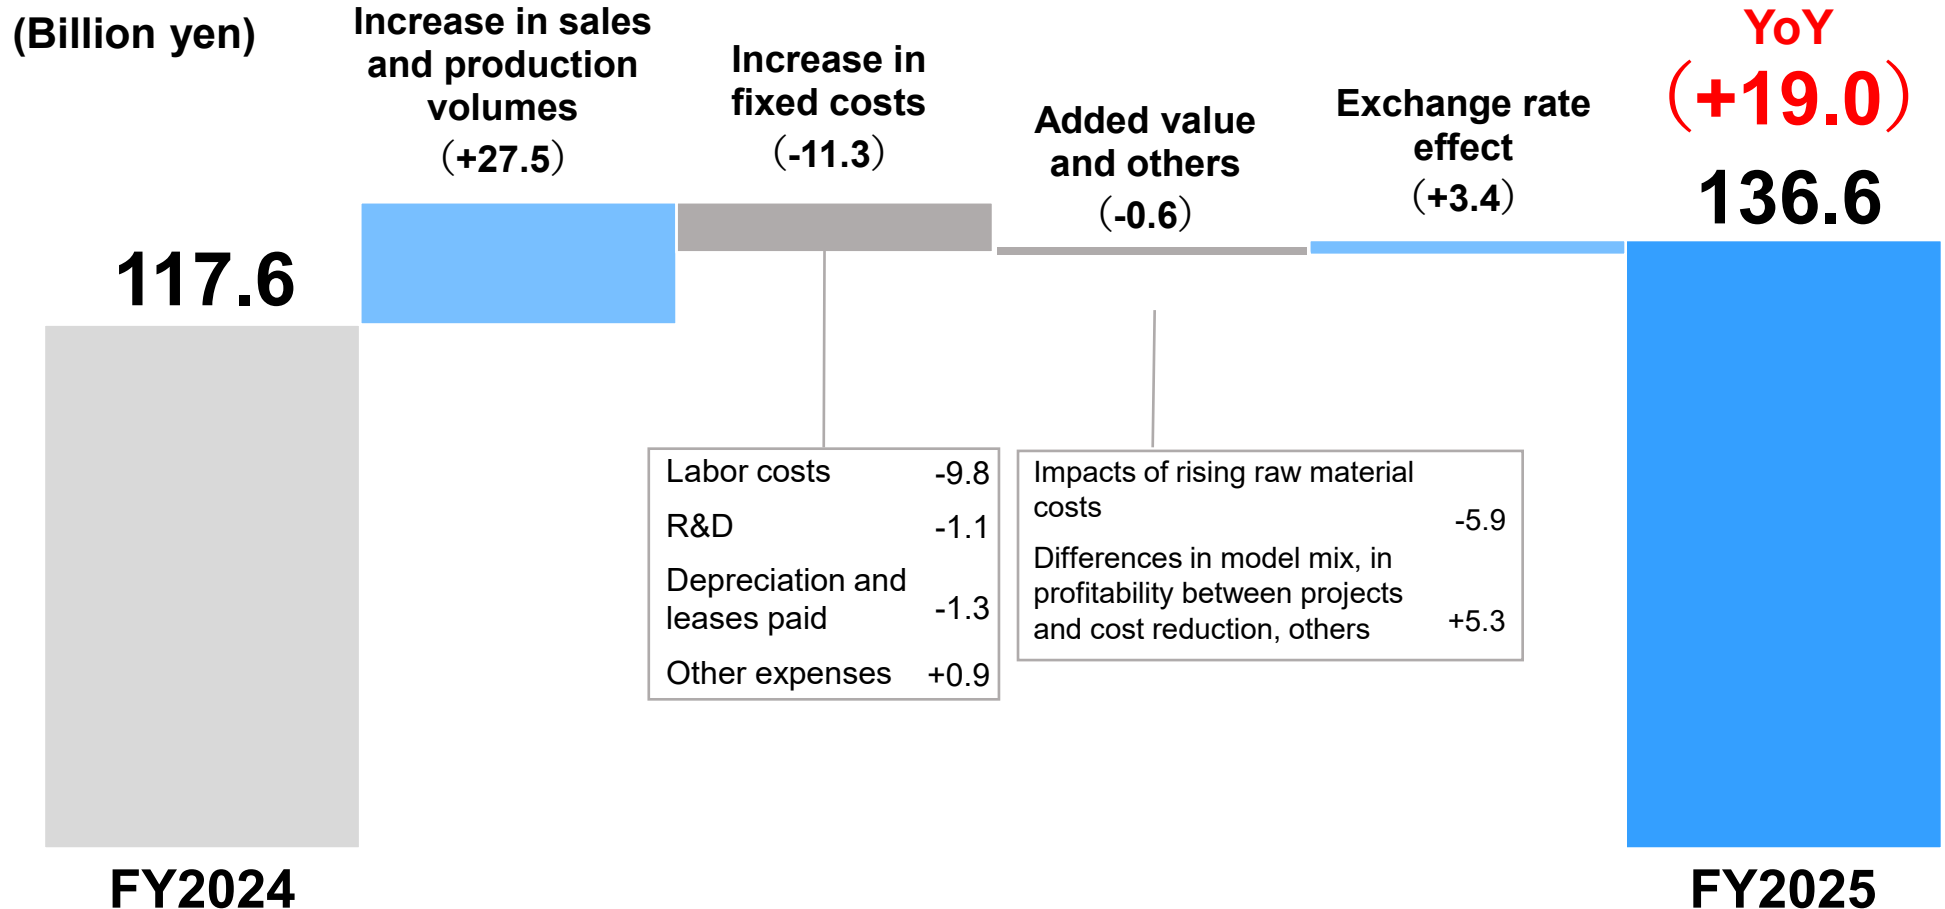 (Billion yen)
Increase in sales
and production
volumes
（+27.5）
Increase in
fixed costs
（-11.3）
Added value
and others
（-0.6）
Exchange rate
effect
（+3.4）
YoY
（+19.0）
136.6
117.6
Labor costs -9.8
R&D -1.1
Depreciation and
leases paid -1.3
Other expenses +0.9
Impacts of rising raw material
costs -5.9
Differences in model mix, in
profitability between projects
and cost reduction, others +5.3
FY2024
FY2025